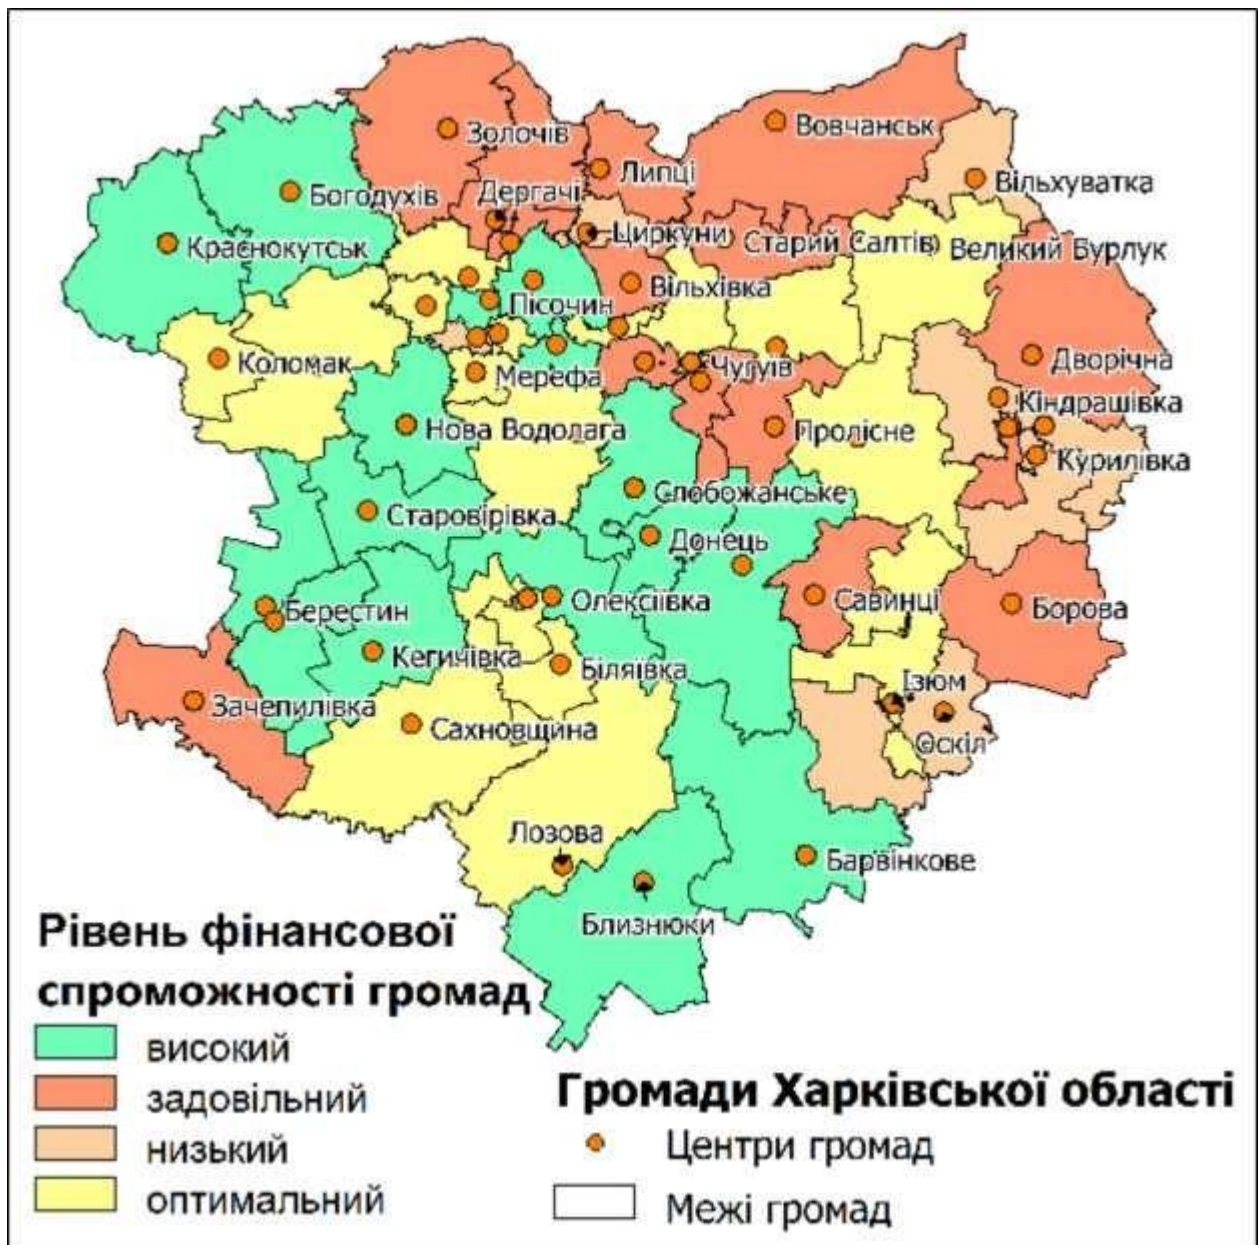 Золочів
Вовчанськ
Липці
Вільхуватка
Богодухів
Дергачі
Циркуни
Старий Салтів
Великий Бурлук
Краснокутськ
Вільхівка
Пісочин
Коломак
Мерефа
Чугуїв
Дворічна
Кіндрашівка
Нова Водолага
Пролісне
Курилівка
Слобожанське
Старовірівка
Донець
Берестин
Олексіївка
Савинці
Борова
Кегичівка
Біляївка
Ізюм
Зачепилівка
Сахновщина
Оскіл
Лозова
Барвінкове
Близнюки
Рівень фінансової
спроможності громад
високий
задовільний
низький
оптимальний
Громади Харківської області
Центри громад
Межі громад